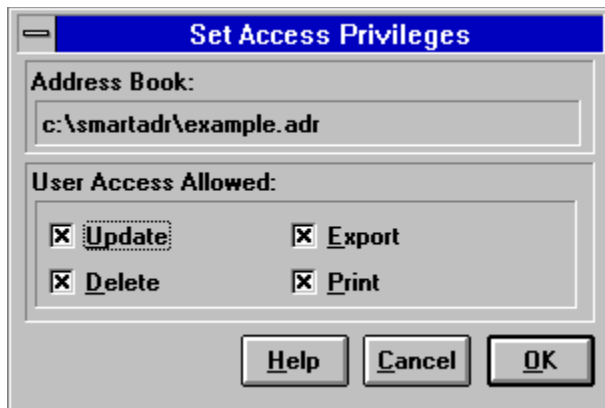 Set Access Privileges
Address Book:
c:\smartadr\example.adr
User Access Allowed:
Update Export
Delete Print
Help Cancel OK